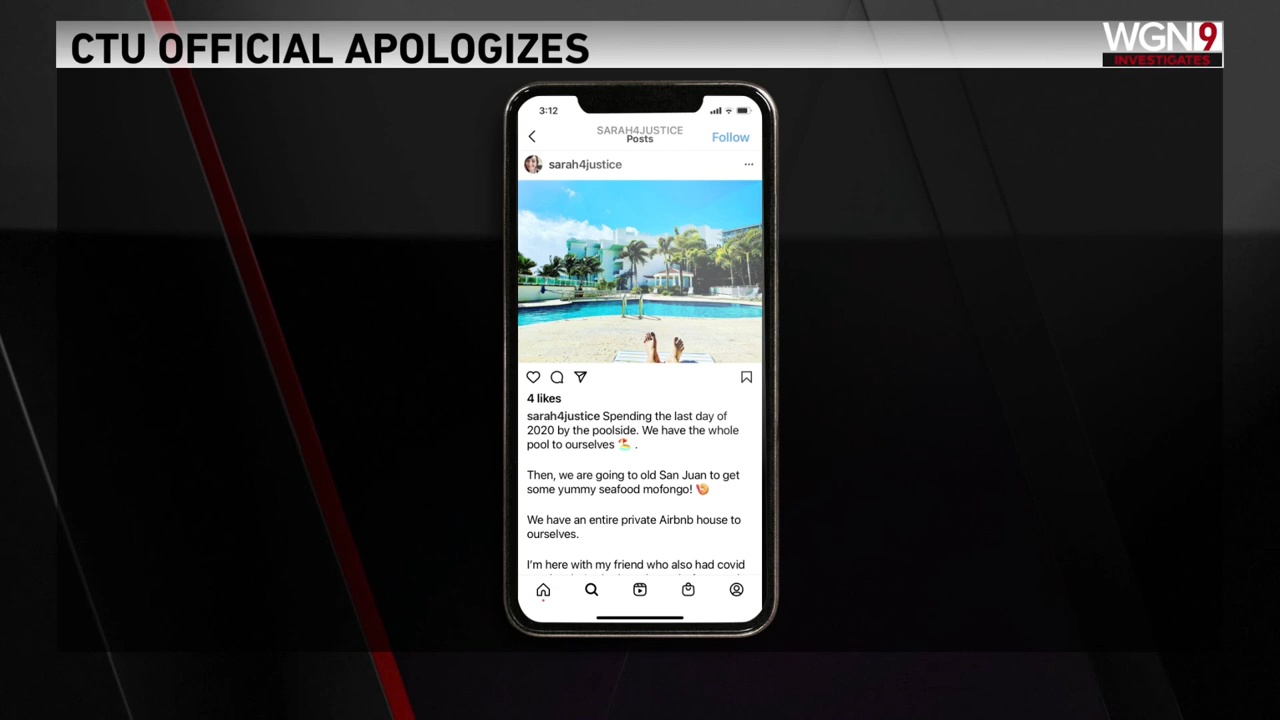 CTU OFFICIAL APOLOGIZES
WGN9
INVESTIGATES
3:12
SARAH4JUSTICE
Posts
Follow
sarah4justice
4 likes
sarah4justice Spending the last day of
2020 by the poolside. We have the whole
pool to ourselves 🏖️ .
Then, we are going to old San Juan to get
some yummy seafood mofongo! 🍤
We have an entire private Airbnb house to
ourselves.
I'm here with my friend who also had covid